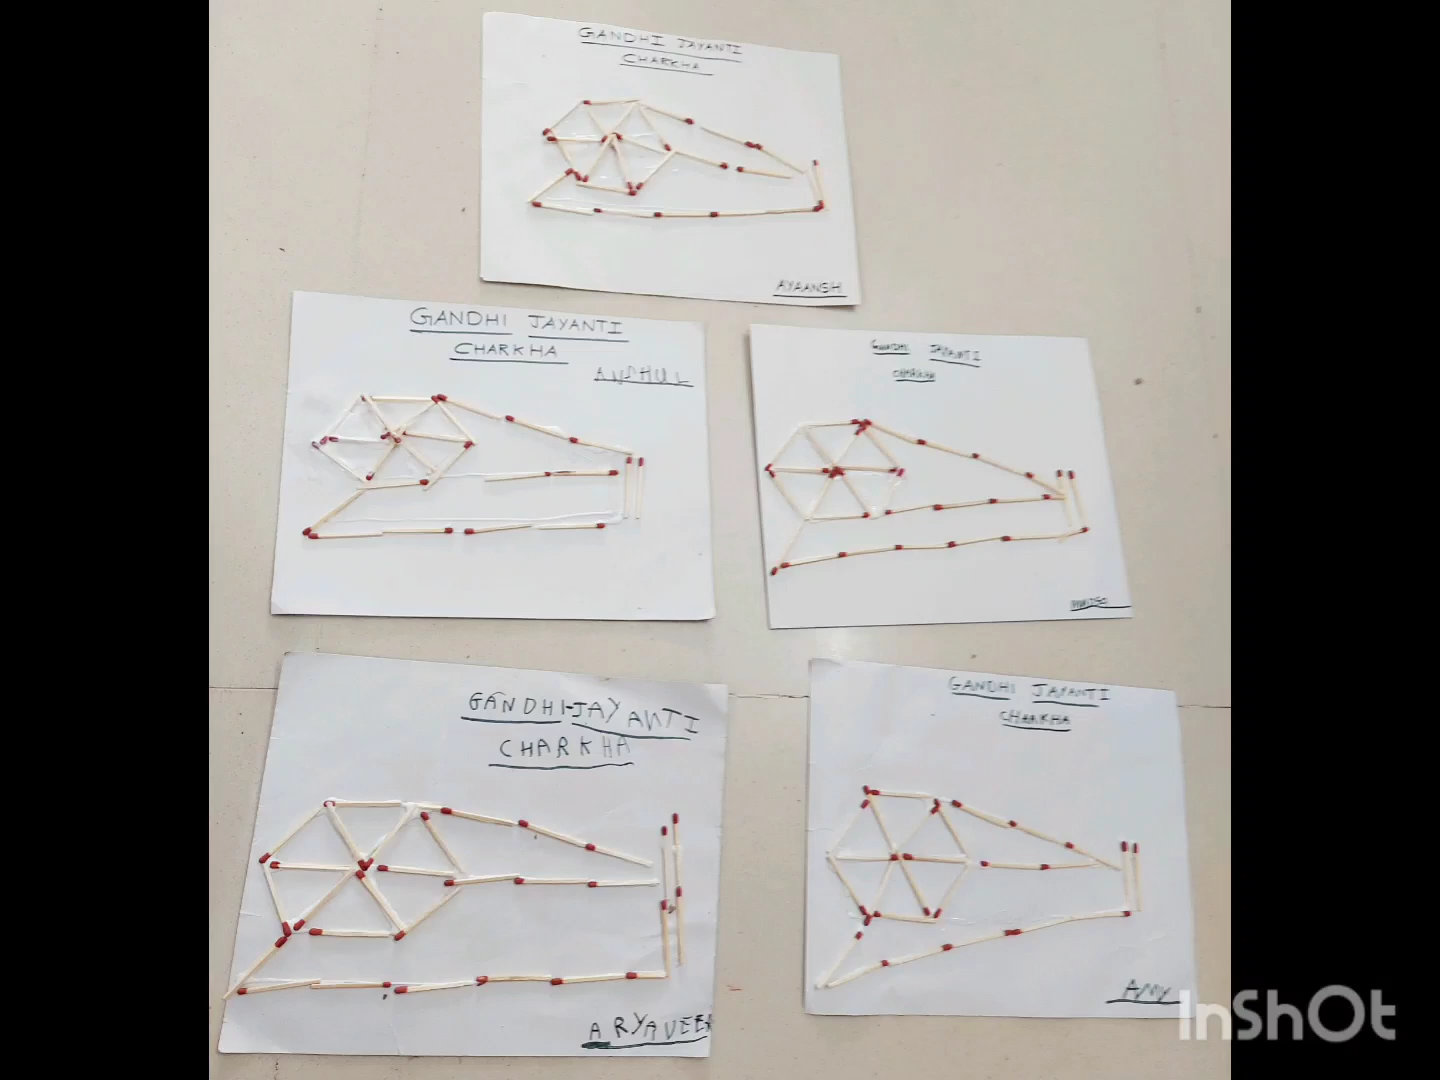 GANDHI JAYANTI
CHARKHA
AYAANSH
GANDHI JAYANTI
CHARKHA
ANSHUL
GANDHI JAYANTI
CHARKHA
GANDHI-JAYANTI
CHARKHA
ARYAVEER
GANDHI JAYANTI
CHARKHA
AMY
InShOt